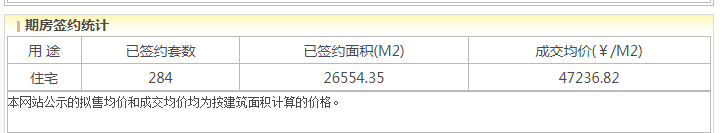 期房签约统计
用 途 已签约套数 已签约面积(M2) 成交均价(￥/M2)
住宅 284 26554.35 47236.82
本网站公示的拟售均价和成交均价均为按建筑面积计算的价格。